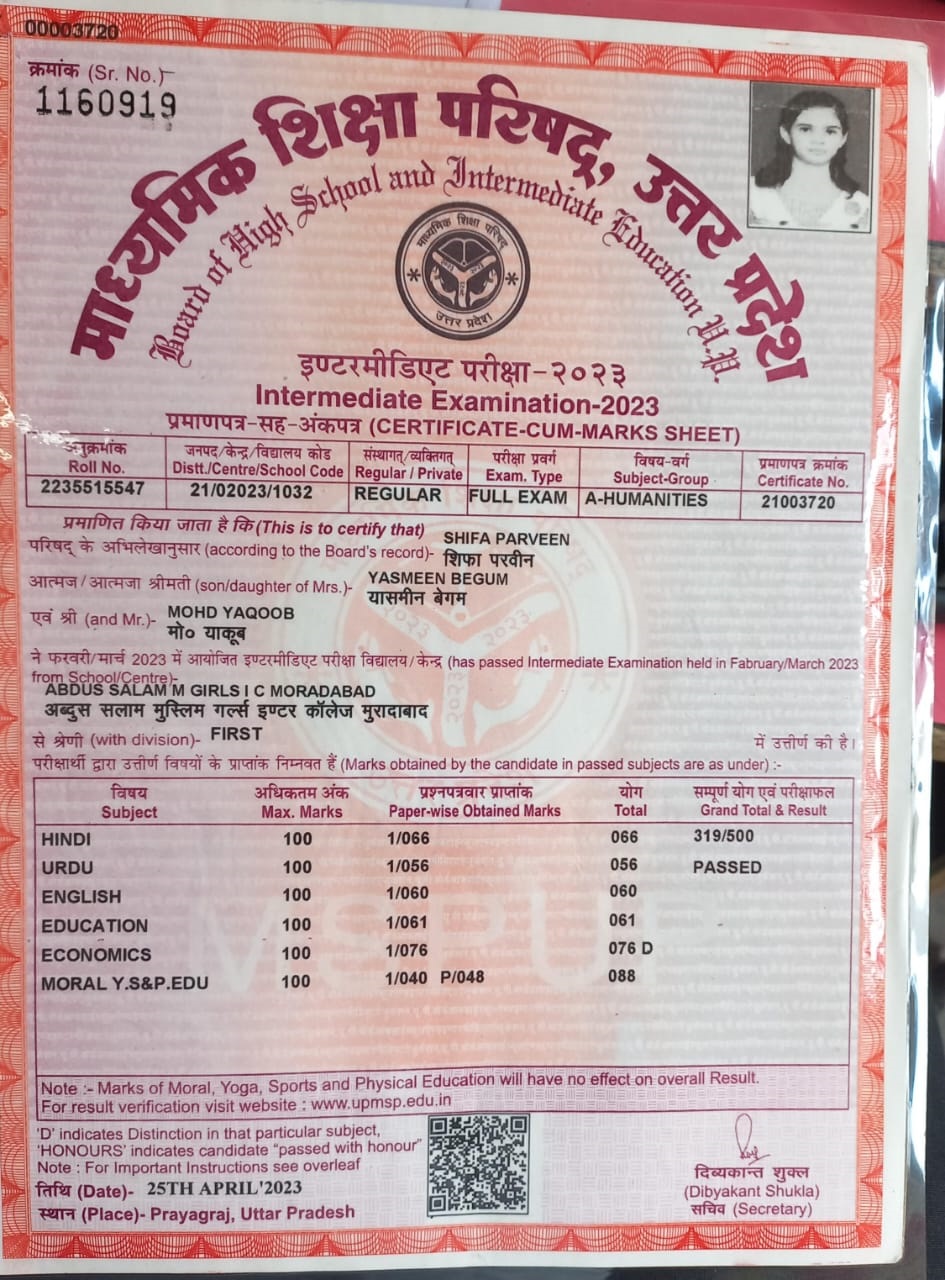 00003720
क्रमांक (Sr. No.)
1160919
माध्यमिक शिक्षा परिषद्, उत्तर प्रदेश
Board of High School and Intermediate Education U.P.
माध्यमिक शिक्षा परिषद्
उत्तर प्रदेश
इण्टरमीडिएट परीक्षा-२०२३
Intermediate Examination-2023
प्रमाणपत्र-सह-अंकपत्र (CERTIFICATE-CUM-MARKS SHEET)
अनुक्रमांक जनपद/केन्द्र/विद्यालय कोड संस्थागत्/व्यक्तिगत् परीक्षा प्रवर्ग विषय-वर्ग प्रमाणपत्र क्रमांक
Roll No. Distt./Centre/School Code Regular / Private Exam. Type Subject-Group Certificate No.
2235515547 21/02023/1032 REGULAR FULL EXAM A-HUMANITIES 21003720
प्रमाणित किया जाता है कि (This is to certify that)
SHIFA PARVEEN
परिषद् के अभिलेखानुसार (according to the Board's record)- शिफा परवीन
YASMEEN BEGUM
आत्मज/आत्मजा श्रीमती (son/daughter of Mrs.)- यासमीन बेगम
MOHD YAQOOB
एवं श्री (and Mr.)- मो० याकूब
ने फरवरी/मार्च 2023 में आयोजित इण्टरमीडिएट परीक्षा विद्यालय/केन्द्र (has passed Intermediate Examination held in Fabruary/March 2023
from School/Centre)-
ABDUS SALAM M GIRLS I C MORADABAD
अब्दुस सलाम मुस्लिम गर्ल्स इण्टर कॉलेज मुरादाबाद
से श्रेणी (with division)- FIRST में उत्तीर्ण की है।
परीक्षार्थी द्वारा उत्तीर्ण विषयों के प्राप्तांक निम्नवत हैं (Marks obtained by the candidate in passed subjects are as under) :-
विषय अधिकतम अंक प्रश्नपत्रवार प्राप्तांक योग सम्पूर्ण योग एवं परीक्षाफल
Subject Max. Marks Paper-wise Obtained Marks Total Grand Total & Result
HINDI 100 1/066 066 319/500
URDU 100 1/056 056 PASSED
ENGLISH 100 1/060 060
EDUCATION 100 1/061 061
ECONOMICS 100 1/076 076 D
MORAL Y.S&P.EDU 100 1/040 P/048 088
Note :- Marks of Moral, Yoga, Sports and Physical Education will have no effect on overall Result.
For result verification visit website : www.upmsp.edu.in
'D' indicates Distinction in that particular subject,
'HONOURS' indicates candidate "passed with honour"
Note : For Important Instructions see overleaf
तिथि (Date)- 25TH APRIL'2023
स्थान (Place)- Prayagraj, Uttar Pradesh
दिव्यकान्त शुक्ल
(Dibyakant Shukla)
सचिव (Secretary)